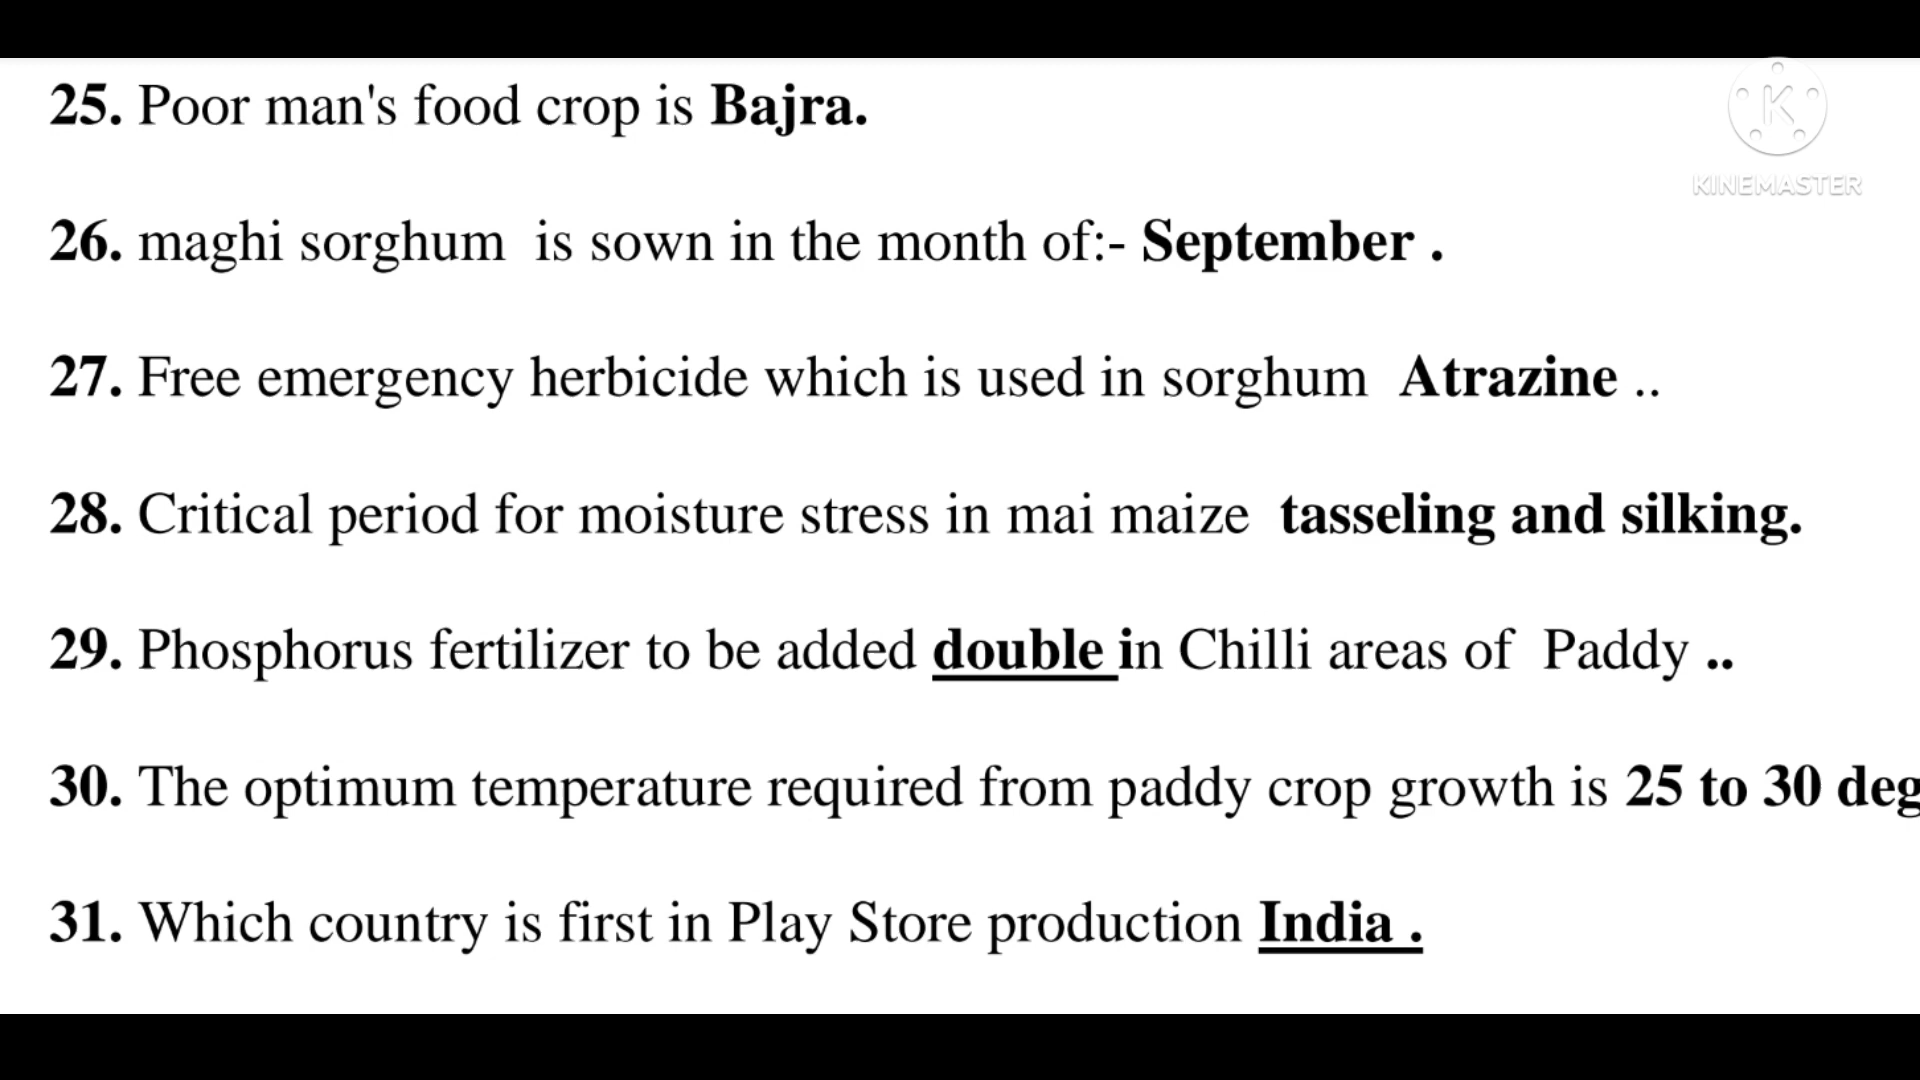 25. Poor man's food crop is Bajra.
KINEMASTER
26. maghi sorghum is sown in the month of:- September .
27. Free emergency herbicide which is used in sorghum Atrazine ..
28. Critical period for moisture stress in mai maize tasseling and silking.
29. Phosphorus fertilizer to be added double in Chilli areas of Paddy ..
30. The optimum temperature required from paddy crop growth is 25 to 30 deg
31. Which country is first in Play Store production India .